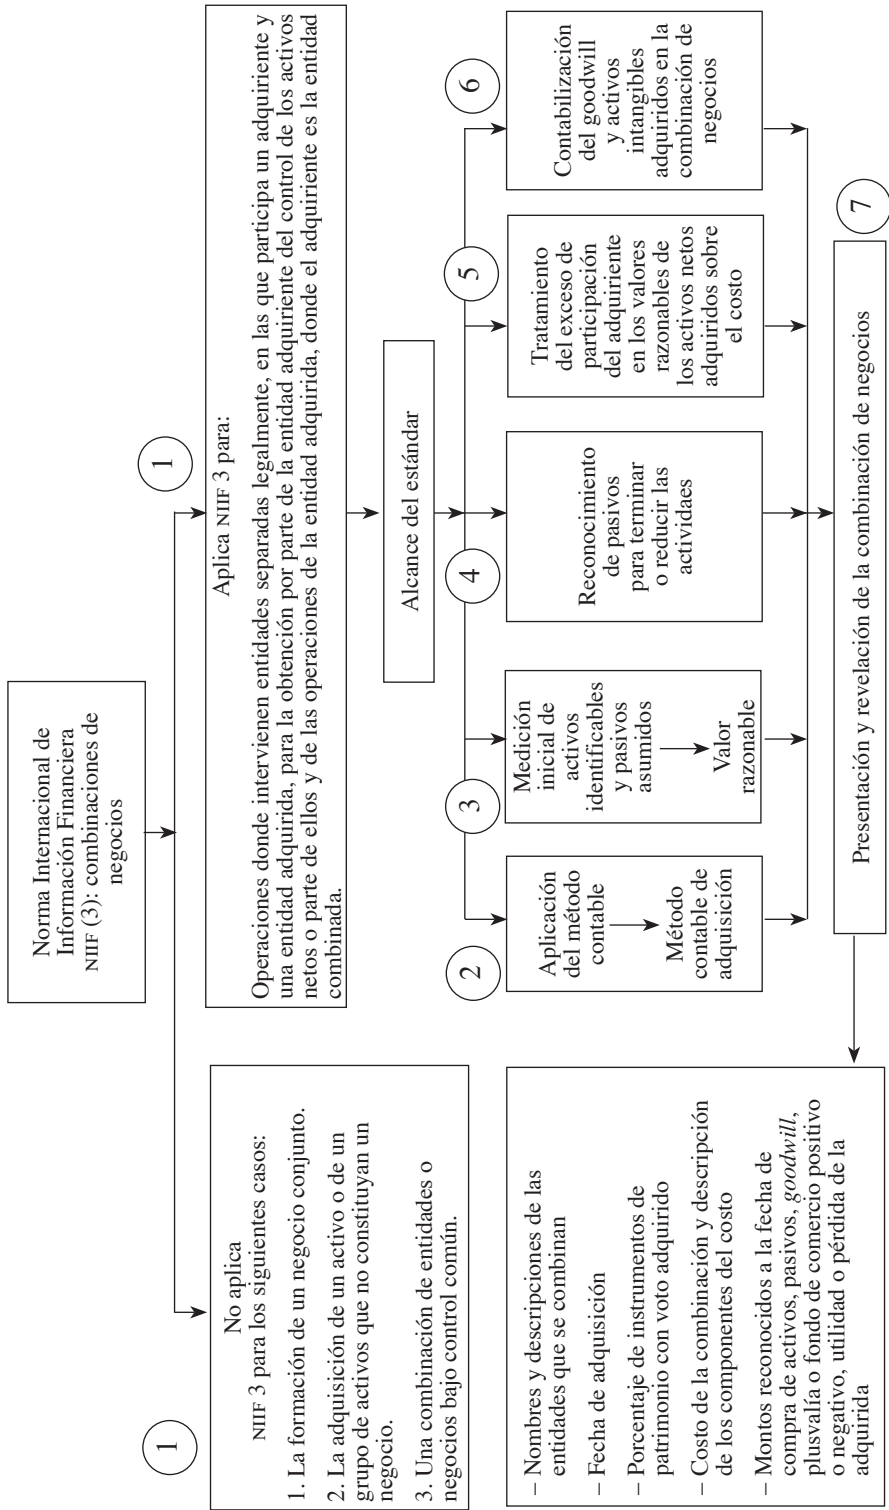 Norma Internacional de
Información Financiera
NIIF (3): combinaciones de
negocios
1
No aplica
NIIF 3 para los siguientes casos:
1. La formación de un negocio conjunto.
2. La adquisición de un activo o de un
grupo de activos que no constituyan un
negocio.
3. Una combinación de entidades o
negocios bajo control común.
1
Aplica NIIF 3 para:
Operaciones donde intervienen entidades separadas legalmente, en las que participa un adquiriente y
una entidad adquirida, para la obtención por parte de la entidad adquiriente del control de los activos
netos o parte de ellos y de las operaciones de la entidad adquirida, donde el adquiriente es la entidad
combinada.
Alcance del estándar
2
Aplicación
del método
contable
Método
contable de
adquisición
3
Medición
inicial de
activos
identificables
y pasivos
asumidos
Valor
razonable
4
Reconocimiento
de pasivos
para terminar
o reducir las
actividaes
5
Tratamiento
del exceso de
participación
del adquiriente
en los valores
razonables de
los activos netos
adquiridos sobre
el costo
6
Contabilización
del goodwill
y activos
intangibles
adquiridos en la
combinación de
negocios
7
Presentación y revelación de la combinación de negocios
– Nombres y descripciones de las
entidades que se combinan
– Fecha de adquisición
– Porcentaje de instrumentos de
patrimonio con voto adquirido
– Costo de la combinación y descripción
de los componentes del costo
– Montos reconocidos a la fecha de
compra de activos, pasivos, goodwill,
plusvalía o fondo de comercio positivo
o negativo, utilidad o pérdida de la
adquirida